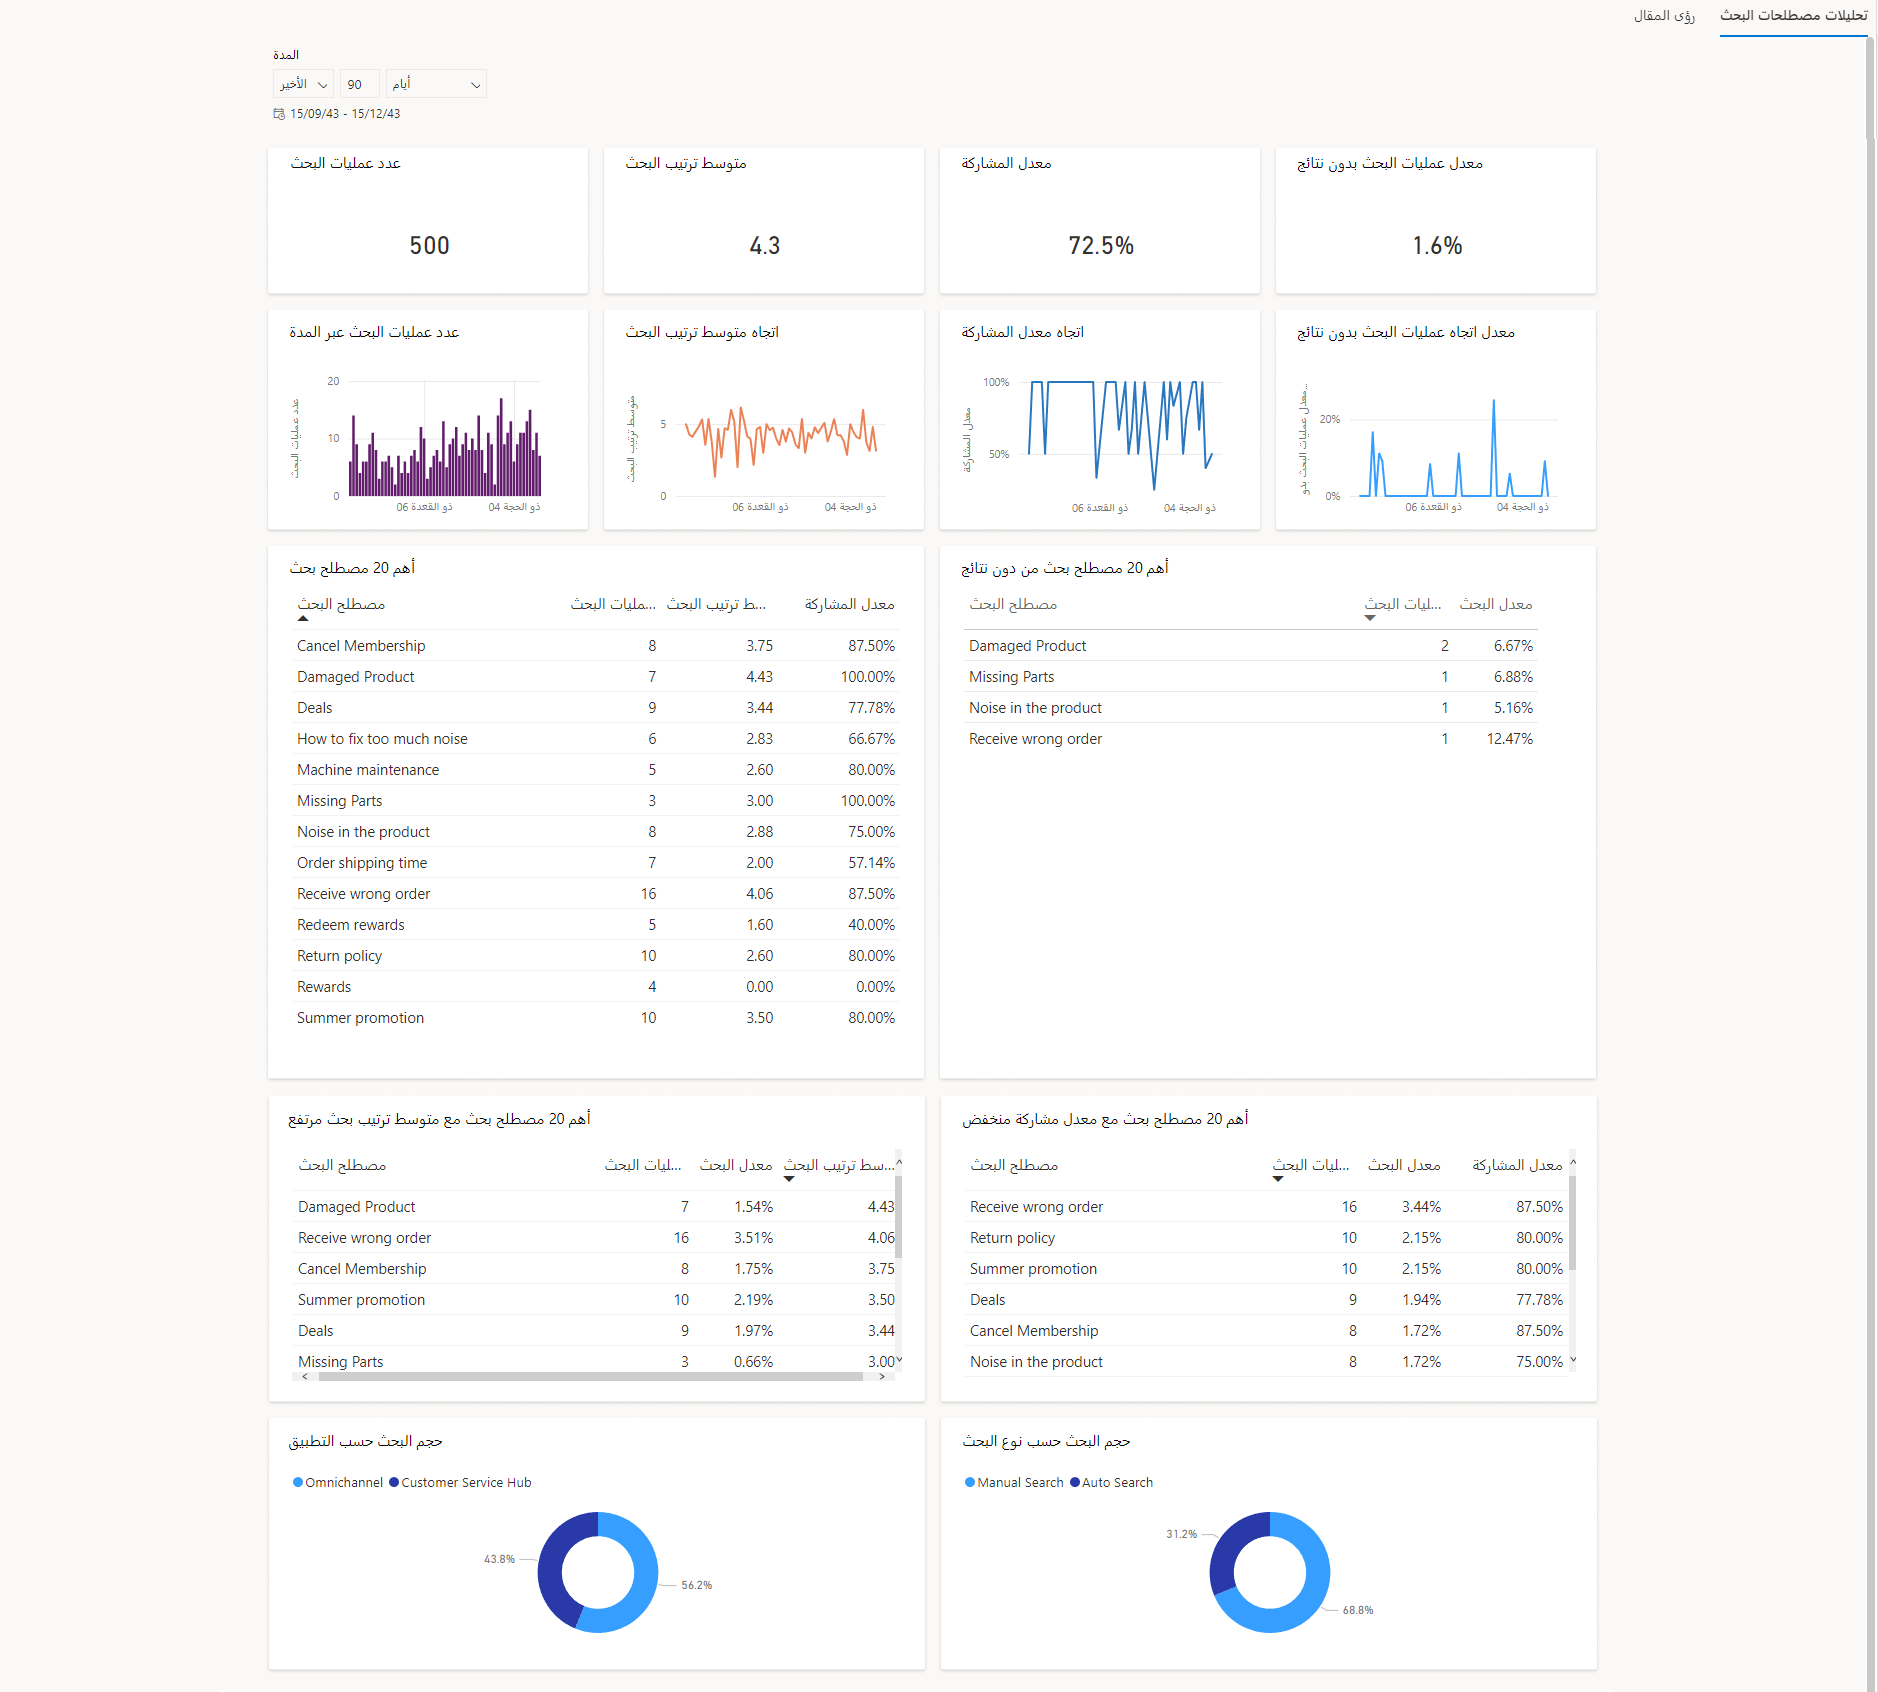 تحليلات مصطلحات البحث
رؤى المقال
المدة
الأخير 90 أيام
15/09/43 - 15/12/43
عدد عمليات البحث
500
متوسط ترتيب البحث
4.3
معدل المشاركة
72.5%
معدل عمليات البحث بدون نتائج
1.6%
عدد عمليات البحث عبر المدة
عدد عمليات البحث
20
10
0
06 ذو القعدة
04 ذو الحجة
اتجاه متوسط ترتيب البحث
متوسط ترتيب البحث
5
0
06 ذو القعدة
04 ذو الحجة
اتجاه معدل المشاركة
معدل المشاركة
100%
50%
06 ذو القعدة
04 ذو الحجة
معدل اتجاه عمليات البحث بدون نتائج
معدل عمليات البحث بدو...
20%
0%
06 ذو القعدة
04 ذو الحجة
أهم 20 مصطلح بحث
مصطلح البحث ...مليات البحث ...ط ترتيب البحث معدل المشاركة
Cancel Membership 8 3.75 87.50%
Damaged Product 7 4.43 100.00%
Deals 9 3.44 77.78%
How to fix too much noise 6 2.83 66.67%
Machine maintenance 5 2.60 80.00%
Missing Parts 3 3.00 100.00%
Noise in the product 8 2.88 75.00%
Order shipping time 7 2.00 57.14%
Receive wrong order 16 4.06 87.50%
Redeem rewards 5 1.60 40.00%
Return policy 10 2.60 80.00%
Rewards 4 0.00 0.00%
Summer promotion 10 3.50 80.00%
أهم 20 مصطلح بحث من دون نتائج
مصطلح البحث ...ليات البحث معدل البحث
Damaged Product 2 6.67%
Missing Parts 1 6.88%
Noise in the product 1 5.16%
Receive wrong order 1 12.47%
أهم 20 مصطلح بحث مع متوسط ترتيب بحث مرتفع
مصطلح البحث ...ليات البحث معدل البحث ...سط ترتيب البحث
Damaged Product 7 1.54% 4.43
Receive wrong order 16 3.51% 4.06
Cancel Membership 8 1.75% 3.75
Summer promotion 10 2.19% 3.50
Deals 9 1.97% 3.44
Missing Parts 3 0.66% 3.00
أهم 20 مصطلح بحث مع معدل مشاركة منخفض
مصطلح البحث ...ليات البحث معدل البحث معدل المشاركة
Receive wrong order 16 3.44% 87.50%
Return policy 10 2.15% 80.00%
Summer promotion 10 2.15% 80.00%
Deals 9 1.94% 77.78%
Cancel Membership 8 1.72% 87.50%
Noise in the product 8 1.72% 75.00%
حجم البحث حسب التطبيق
Omnichannel Customer Service Hub
43.8%
56.2%
حجم البحث حسب نوع البحث
Manual Search Auto Search
31.2%
68.8%